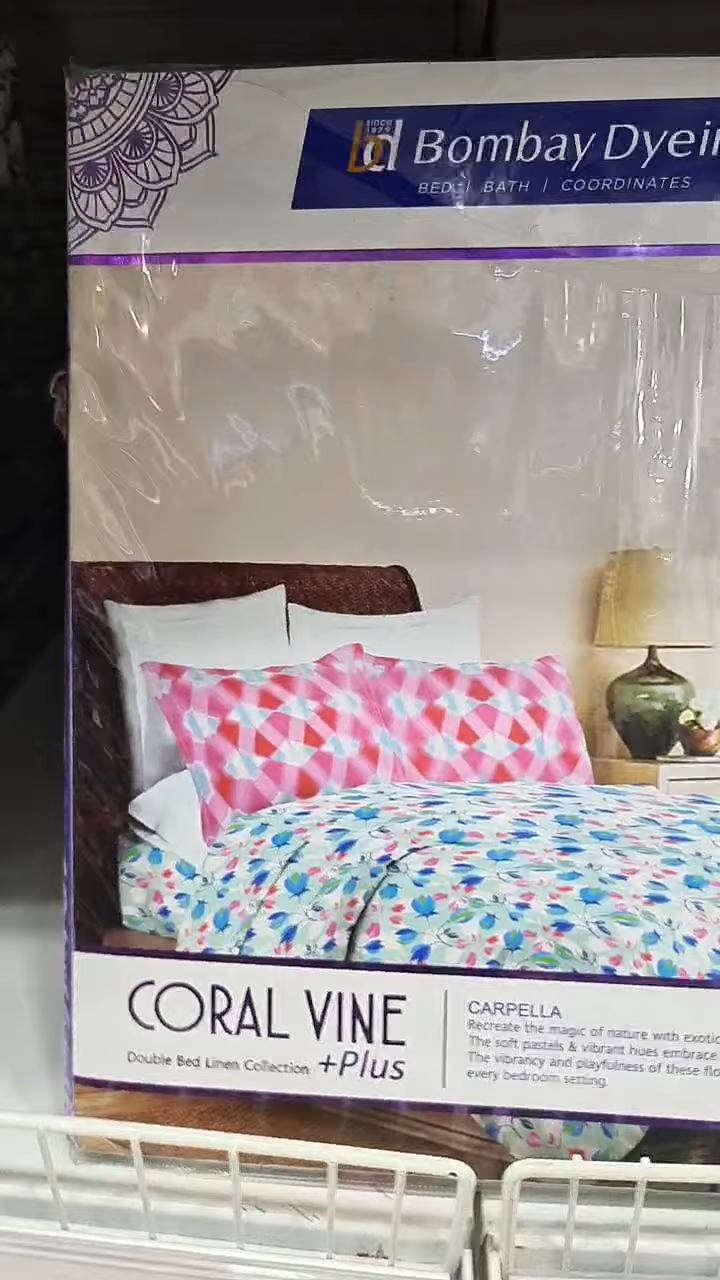 SINCE
1879
bd Bombay Dyein
BED | BATH | COORDINATES
CORAL VINE
Double Bed Linen Collection +Plus
CARPELLA
Recreate the magic of nature with exotic
The soft pastels & vibrant hues embrace
The vibrancy and playfulness of these flo
every bedroom setting.
bd